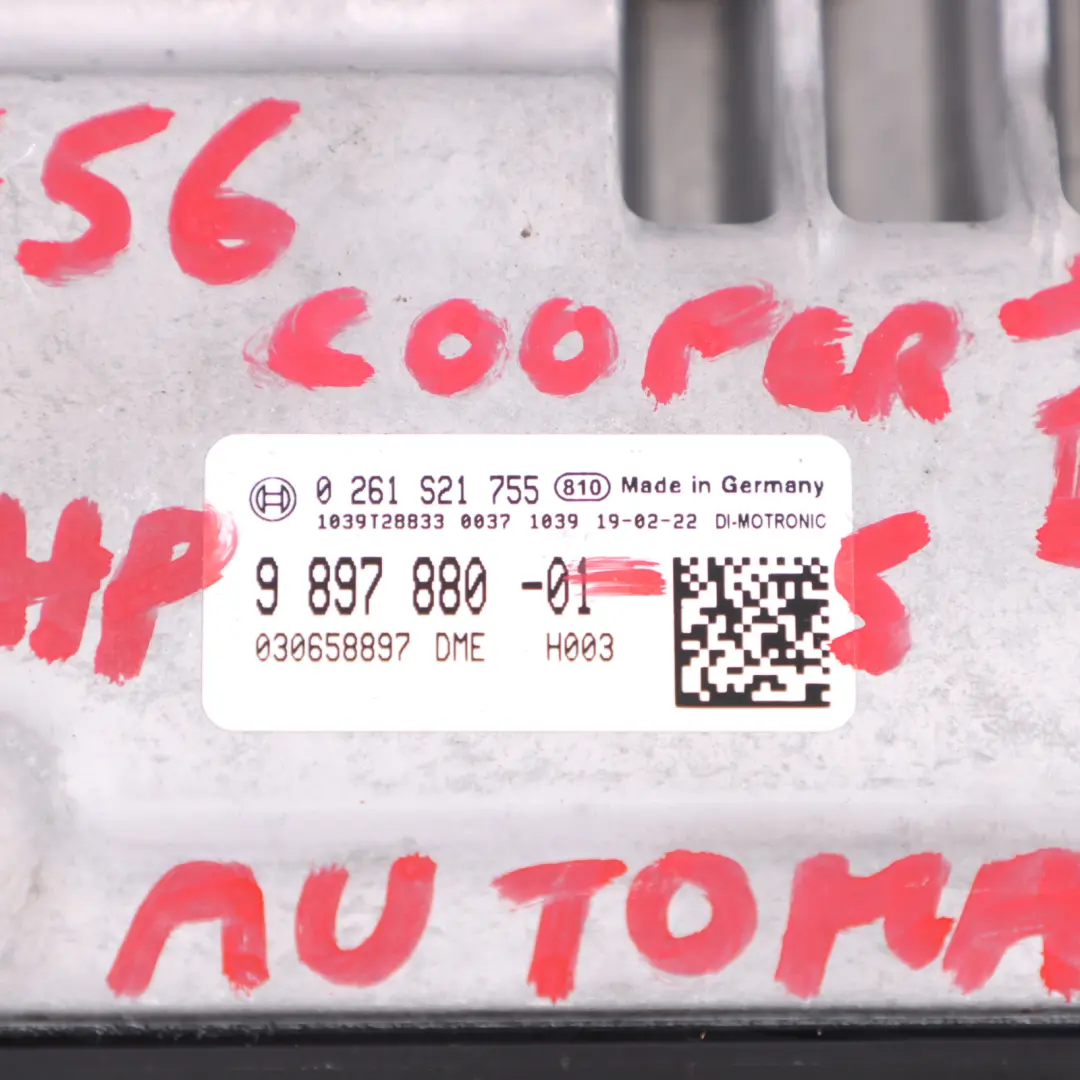 56
COOPER
0 261 S21 755 810 Made in Germany
1039T28833 0037 1039 19-02-22 DI-MOTRONIC
HP
9 897 880 -01
5
030658897 DME H003
AUTOMA